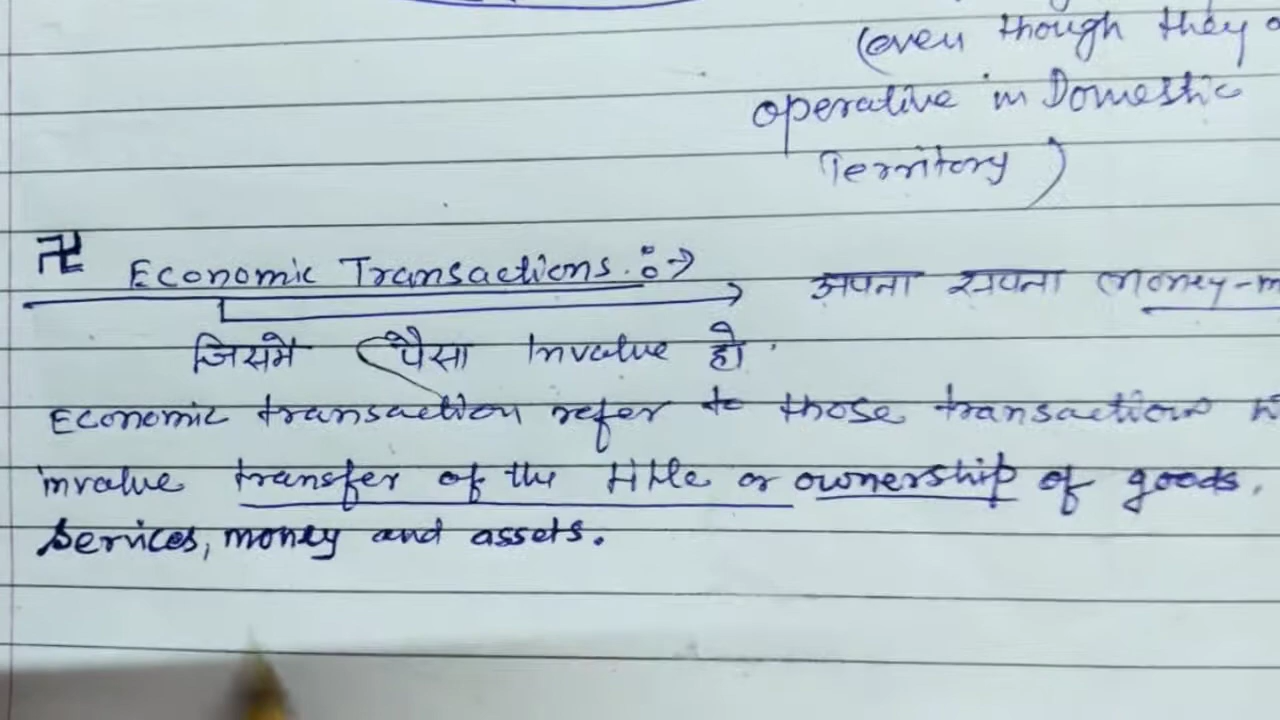 (even though they
operative in Domestic
Territory )
卍 Economic Transactions :→ अपना सपना money-m
जिसमे पैसा Involve हो .
Economic transaction refer to those transactions
involve transfer of the title or ownership of goods,
services, money and assets.